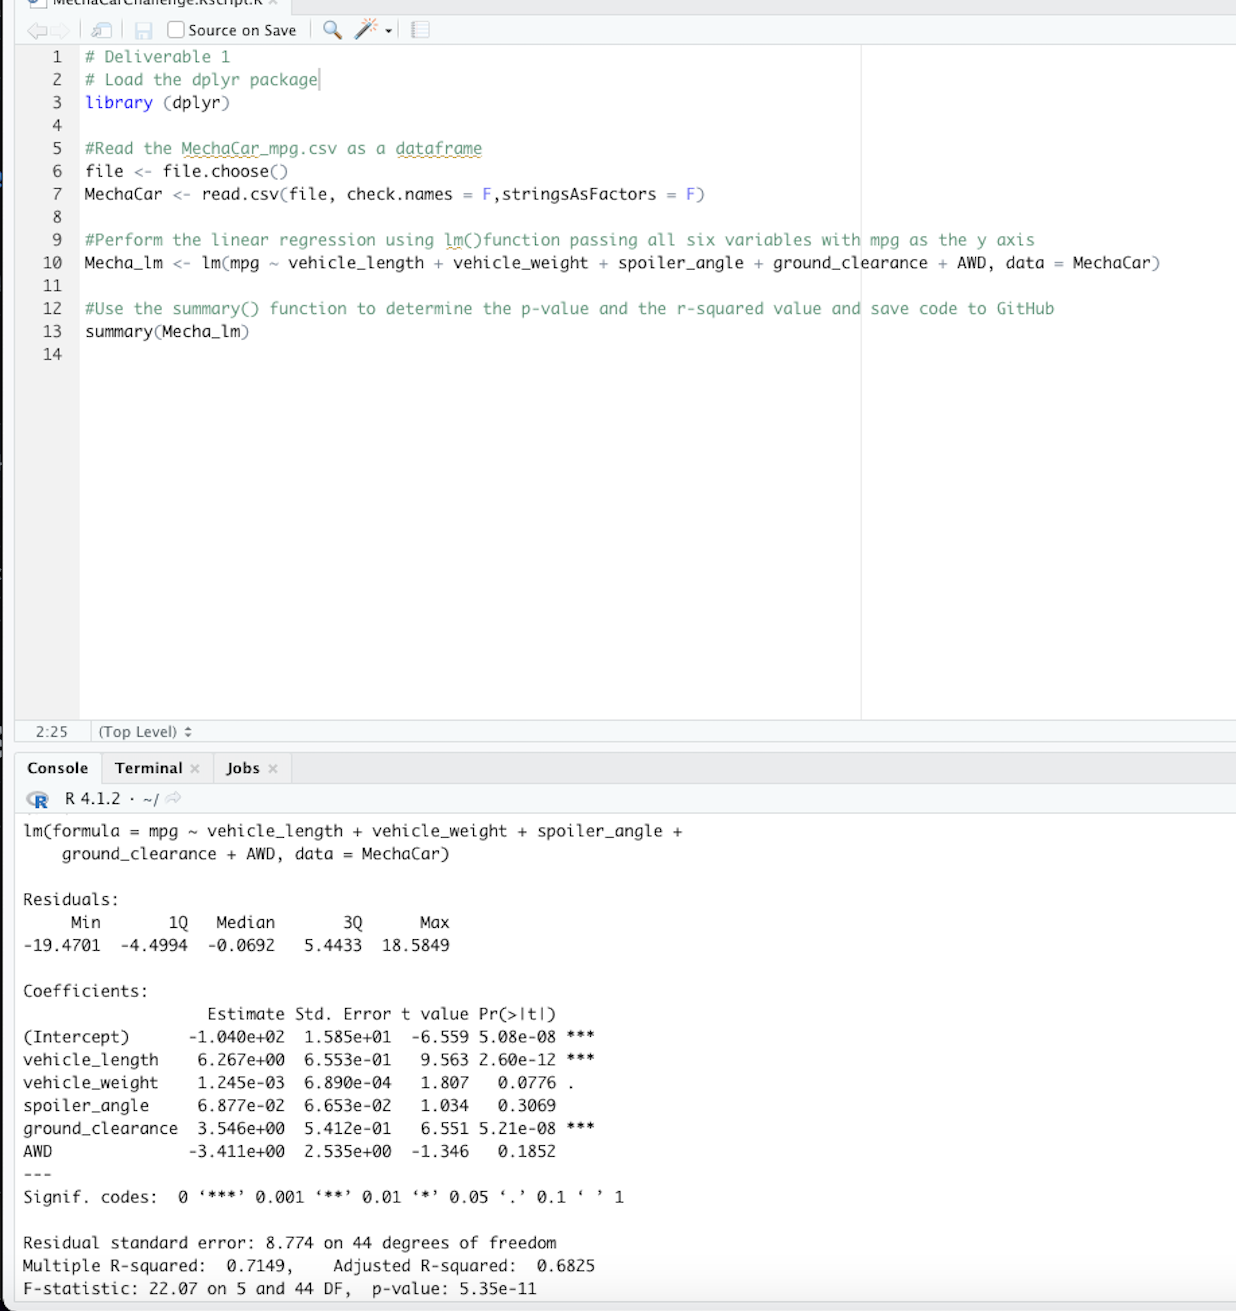 MechaCarChallenge.RScript.R
Source on Save
1 # Deliverable 1
2 # Load the dplyr package
3 library (dplyr)
4
5 #Read the MechaCar_mpg.csv as a dataframe
6 file <- file.choose()
7 MechaCar <- read.csv(file, check.names = F,stringsAsFactors = F)
8
9 #Perform the linear regression using lm()function passing all six variables with mpg as the y axis
10 Mecha_lm <- lm(mpg ~ vehicle_length + vehicle_weight + spoiler_angle + ground_clearance + AWD, data = MechaCar)
11
12 #Use the summary() function to determine the p-value and the r-squared value and save code to GitHub
13 summary(Mecha_lm)
14
2:25 (Top Level)
Console Terminal Jobs
R R 4.1.2 · ~/
lm(formula = mpg ~ vehicle_length + vehicle_weight + spoiler_angle +
ground_clearance + AWD, data = MechaCar)
Residuals:
Min 1Q Median 3Q Max
-19.4701 -4.4994 -0.0692 5.4433 18.5849
Coefficients:
Estimate Std. Error t value Pr(>|t|)
(Intercept) -1.040e+02 1.585e+01 -6.559 5.08e-08 ***
vehicle_length 6.267e+00 6.553e-01 9.563 2.60e-12 ***
vehicle_weight 1.245e-03 6.890e-04 1.807 0.0776 .
spoiler_angle 6.877e-02 6.653e-02 1.034 0.3069
ground_clearance 3.546e+00 5.412e-01 6.551 5.21e-08 ***
AWD -3.411e+00 2.535e+00 -1.346 0.1852
---
Signif. codes: 0 ‘***’ 0.001 ‘**’ 0.01 ‘*’ 0.05 ‘.’ 0.1 ‘ ’ 1
Residual standard error: 8.774 on 44 degrees of freedom
Multiple R-squared: 0.7149, Adjusted R-squared: 0.6825
F-statistic: 22.07 on 5 and 44 DF, p-value: 5.35e-11